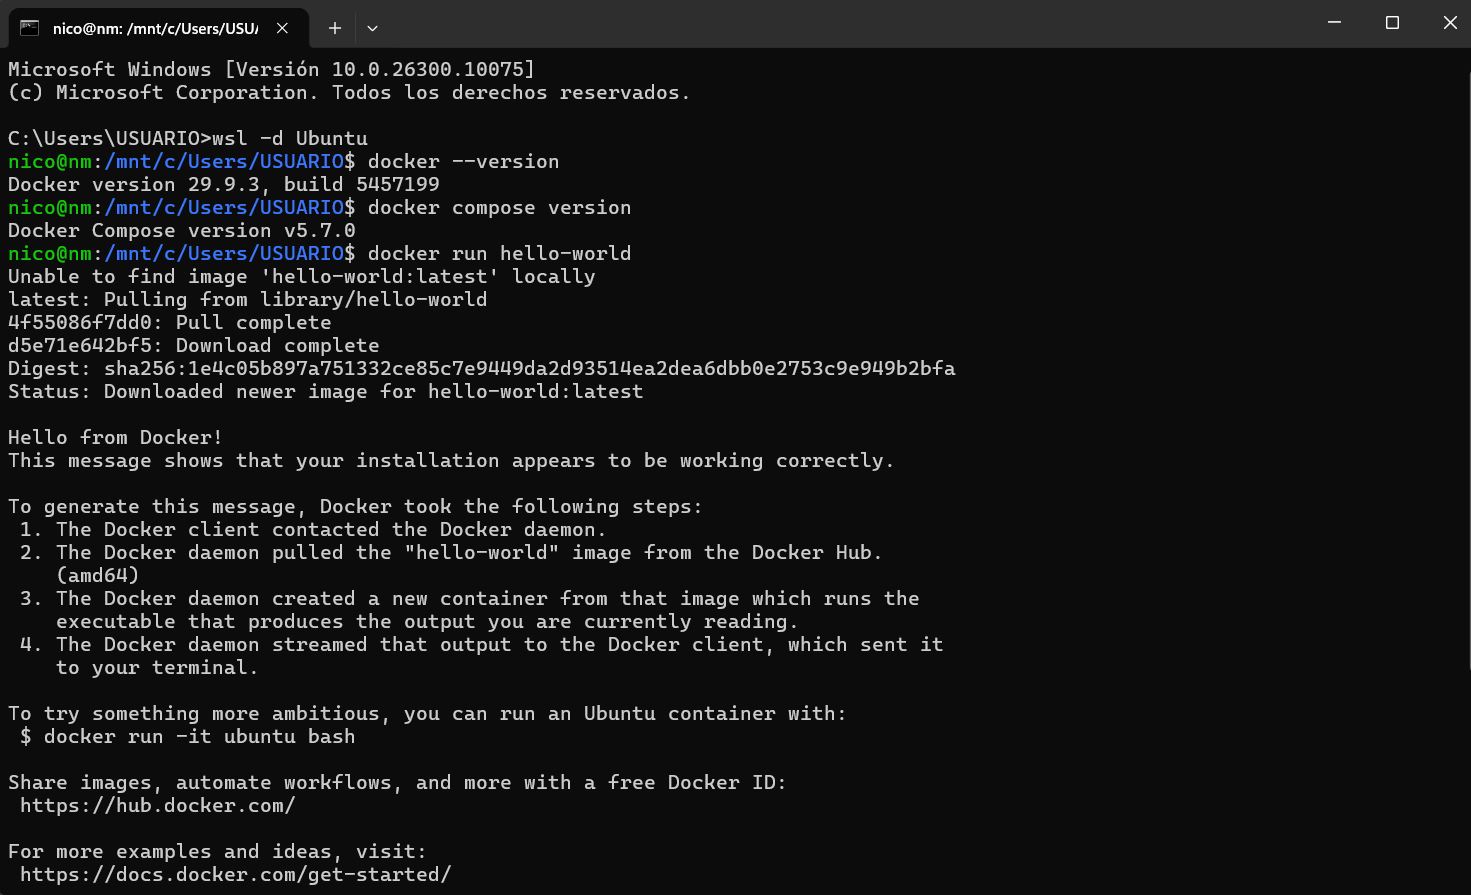 nico@nm: /mnt/c/Users/USU
Microsoft Windows [Versión 10.0.26300.10075]
(c) Microsoft Corporation. Todos los derechos reservados.
C:\Users\USUARIO>wsl -d Ubuntu
nico@nm:/mnt/c/Users/USUARIO$ docker --version
Docker version 29.9.3, build 5457199
nico@nm:/mnt/c/Users/USUARIO$ docker compose version
Docker Compose version v5.7.0
nico@nm:/mnt/c/Users/USUARIO$ docker run hello-world
Unable to find image 'hello-world:latest' locally
latest: Pulling from library/hello-world
4f55086f7dd0: Pull complete
d5e71e642bf5: Download complete
Digest: sha256:1e4c05b897a751332ce85c7e9449da2d93514ea2dea6dbb0e2753c9e949b2bfa
Status: Downloaded newer image for hello-world:latest
Hello from Docker!
This message shows that your installation appears to be working correctly.
To generate this message, Docker took the following steps:
 1. The Docker client contacted the Docker daemon.
 2. The Docker daemon pulled the "hello-world" image from the Docker Hub.
    (amd64)
 3. The Docker daemon created a new container from that image which runs the
    executable that produces the output you are currently reading.
 4. The Docker daemon streamed that output to the Docker client, which sent it
    to your terminal.
To try something more ambitious, you can run an Ubuntu container with:
 $ docker run -it ubuntu bash
Share images, automate workflows, and more with a free Docker ID:
 https://hub.docker.com/
For more examples and ideas, visit:
 https://docs.docker.com/get-started/